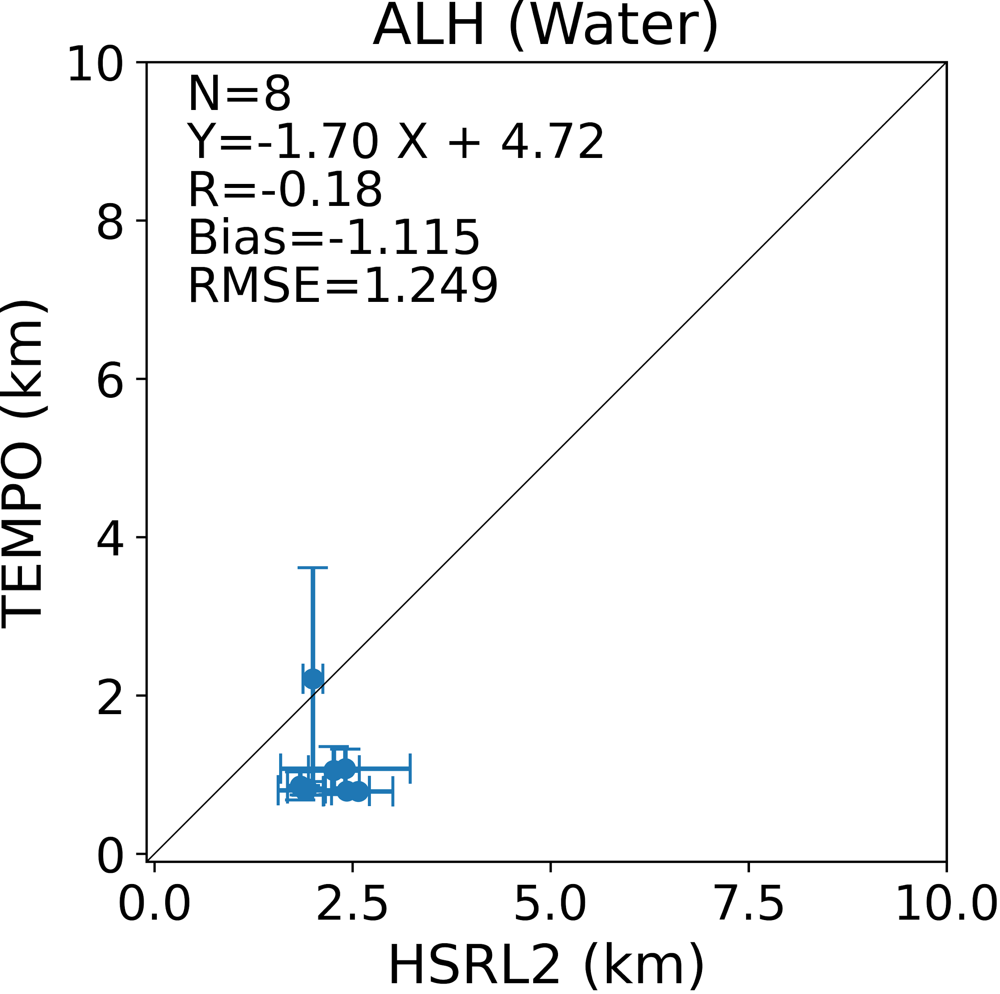 ALH (Water)
N=8
Y=-1.70 X + 4.72
R=-0.18
Bias=-1.115
RMSE=1.249
TEMPO (km)
10
8
6
4
2
0
0.0 2.5 5.0 7.5 10.0
HSRL2 (km)